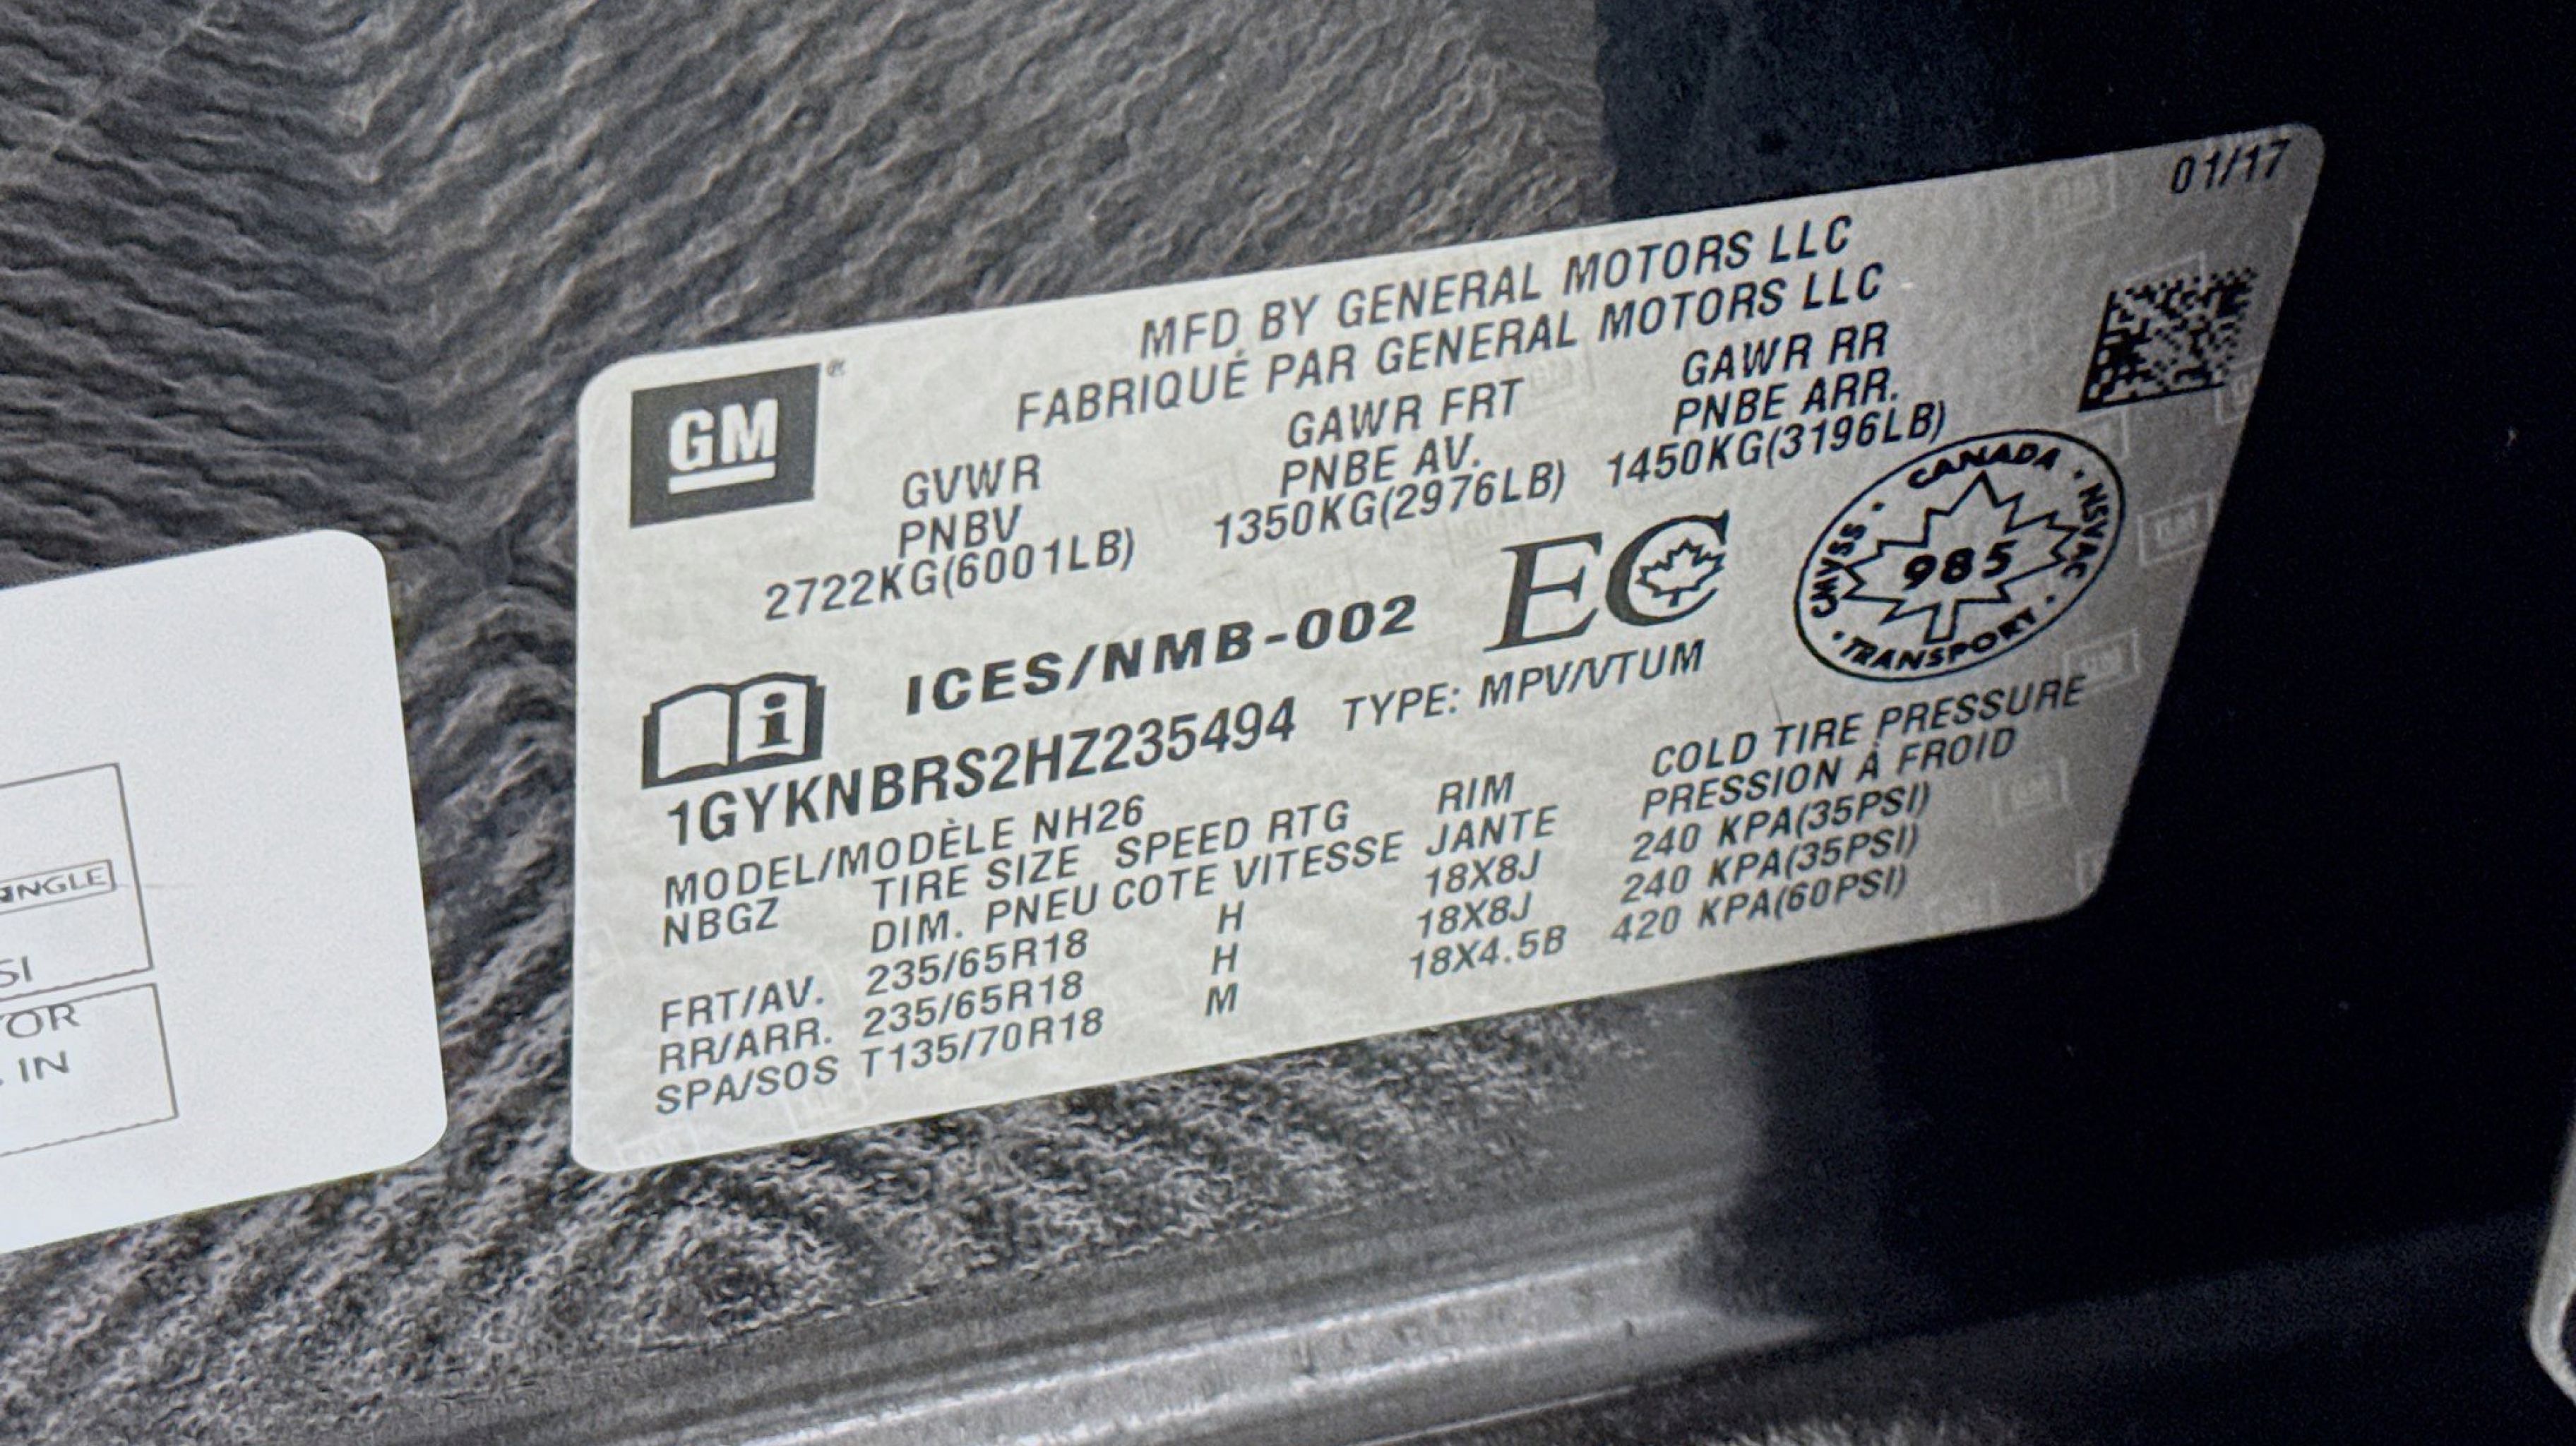 01/17
MFD BY GENERAL MOTORS LLC
FABRIQUÉ PAR GENERAL MOTORS LLC
GM
GVWR GAWR FRT GAWR RR
PNBV PNBE AV. PNBE ARR.
2722KG(6001LB) 1350KG(2976LB) 1450KG(3196LB)
ICES/NMB-002 EC
CANADA · NSVAC · TRANSPORT · CMVSS ·
985
i
1GYKNBRS2HZ235494 TYPE: MPV/VTUM
MODEL/MODÈLE NH26
NBGZ TIRE SIZE SPEED RTG RIM COLD TIRE PRESSURE
DIM. PNEU COTE VITESSE JANTE PRESSION À FROID
FRT/AV. 235/65R18 H 18X8J 240 KPA(35PSI)
RR/ARR. 235/65R18 H 18X8J 240 KPA(35PSI)
SPA/SOS T135/70R18 M 18X4.5B 420 KPA(60PSI)
IN